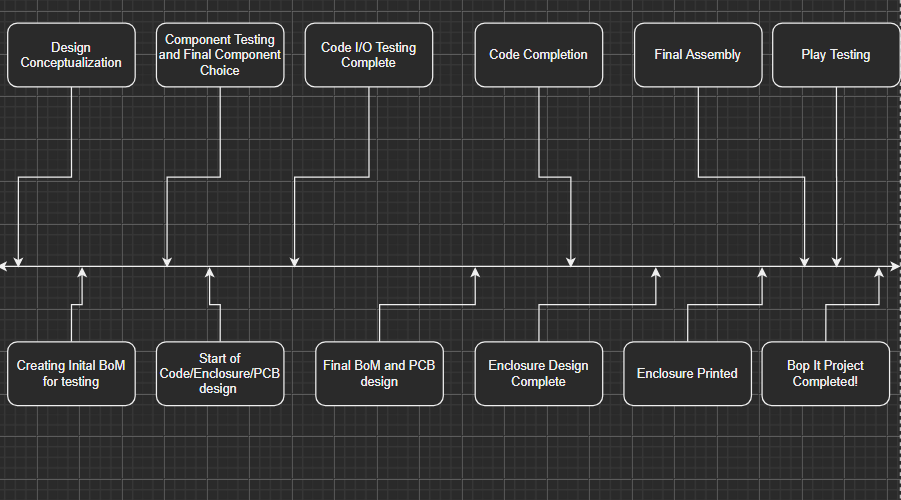 Design
Conceptualization
Component Testing
and Final Component
Choice
Code I/O Testing
Complete
Code Completion
Final Assembly
Play Testing
Creating Inital BoM
for testing
Start of
Code/Enclosure/PCB
design
Final BoM and PCB
design
Enclosure Design
Complete
Enclosure Printed
Bop It Project
Completed!